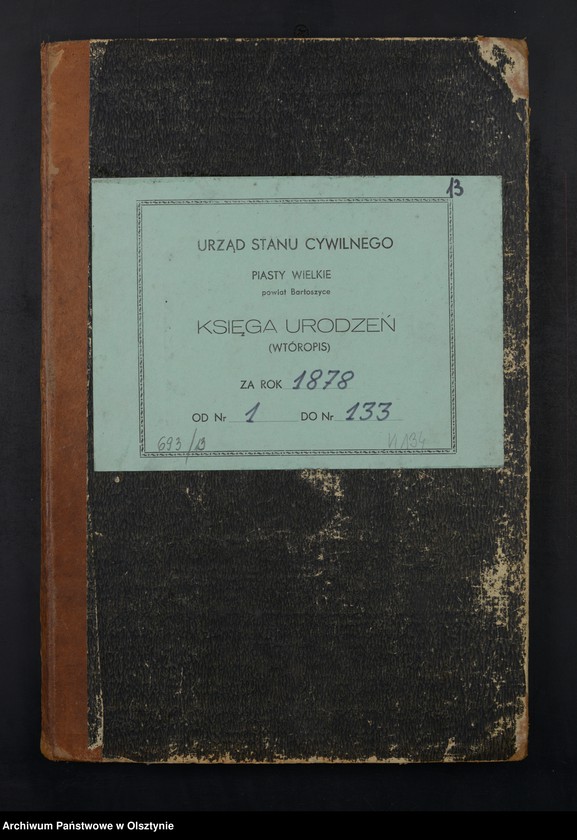 13
URZĄD STANU CYWILNEGO
PIASTY WIELKIE
powiat Bartoszyce
KSIĘGA URODZEŃ
(WTÓROPIS)
ZA ROK 1878
OD Nr 1 DO Nr 133
693/13
134
Archiwum Państwowe w Olsztynie